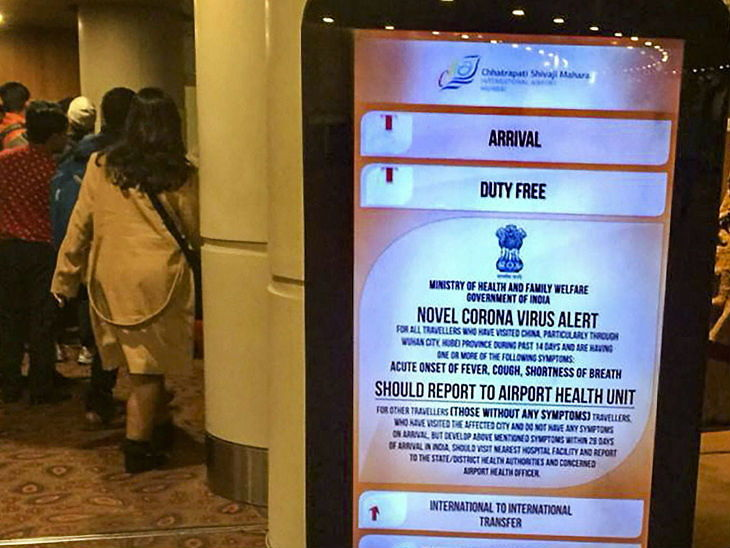 Chhatrapati Shivaji Mahara
INTERNATIONAL AIRPORT
MUMBAI
ARRIVAL
DUTY FREE
MINISTRY OF HEALTH AND FAMILY WELFARE
GOVERNMENT OF INDIA
NOVEL CORONA VIRUS ALERT
FOR ALL TRAVELLERS WHO HAVE VISITED CHINA, PARTICULARLY THROUGH
WUHAN CITY, HUBEI PROVINCE DURING PAST 14 DAYS AND ARE HAVING
ONE OR MORE OF THE FOLLOWING SYMPTOMS:
ACUTE ONSET OF FEVER, COUGH, SHORTNESS OF BREATH
SHOULD REPORT TO AIRPORT HEALTH UNIT
FOR OTHER TRAVELLERS (THOSE WITHOUT ANY SYMPTOMS) TRAVELLERS,
WHO HAVE VISITED THE AFFECTED CITY AND DO NOT HAVE ANY SYMPTOMS
ON ARRIVAL, BUT DEVELOP ABOVE MENTIONED SYMPTOMS WITHIN 28 DAYS
OF ARRIVAL IN INDIA, SHOULD VISIT NEAREST HOSPITAL FACILITY AND REPORT
TO THE STATE/DISTRICT HEALTH AUTHORITIES AND CONCERNED
AIRPORT HEALTH OFFICER.
INTERNATIONAL TO INTERNATIONAL
TRANSFER